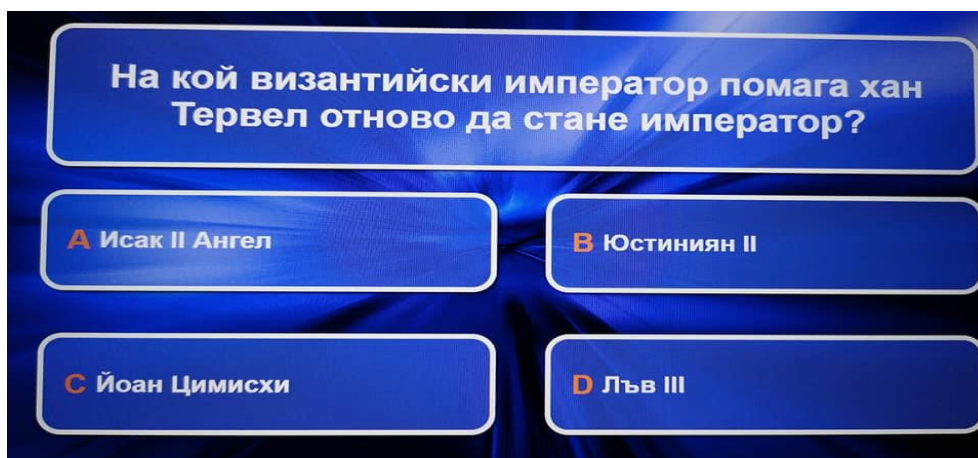 На кой византийски император помага хан
Тервел отново да стане император?
A Исак II Ангел
B Юстиниян II
C Йоан Цимисхи
D Лъв III